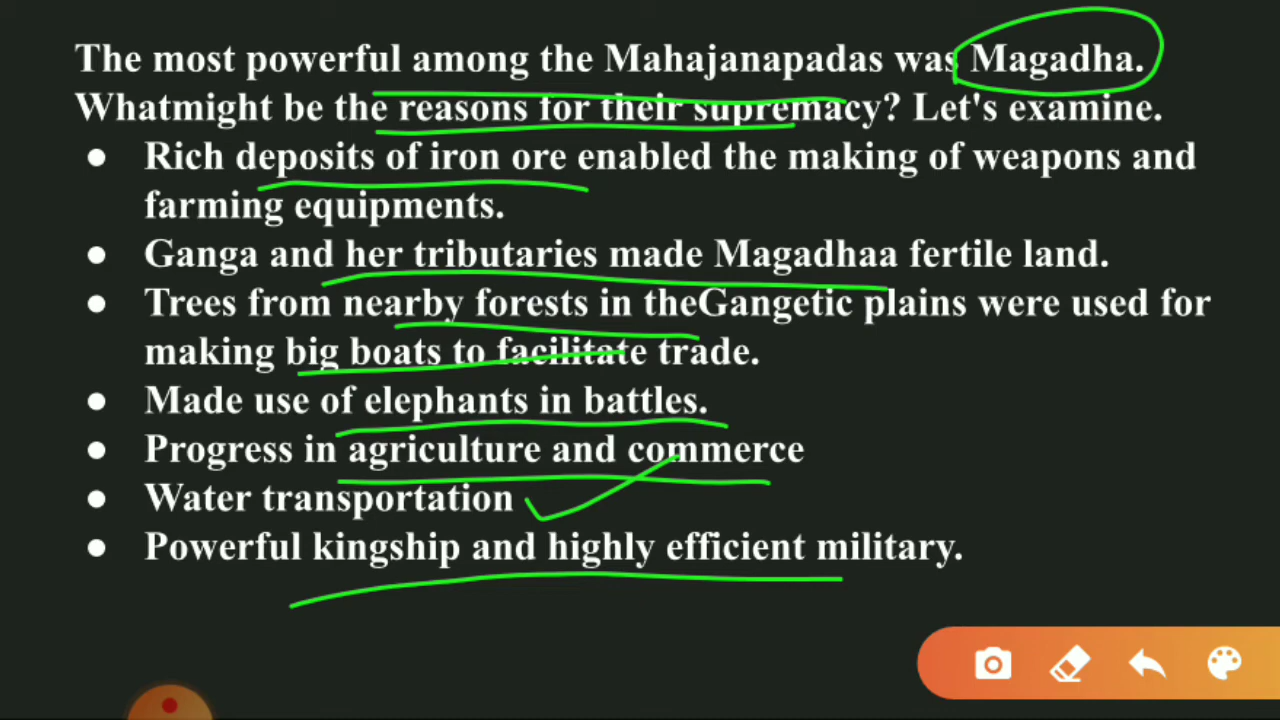 The most powerful among the Mahajanapadas was Magadha.
Whatmight be the reasons for their supremacy? Let's examine.
● Rich deposits of iron ore enabled the making of weapons and
farming equipments.
● Ganga and her tributaries made Magadhaa fertile land.
● Trees from nearby forests in theGangetic plains were used for
making big boats to facilitate trade.
● Made use of elephants in battles.
● Progress in agriculture and commerce
● Water transportation
● Powerful kingship and highly efficient military.